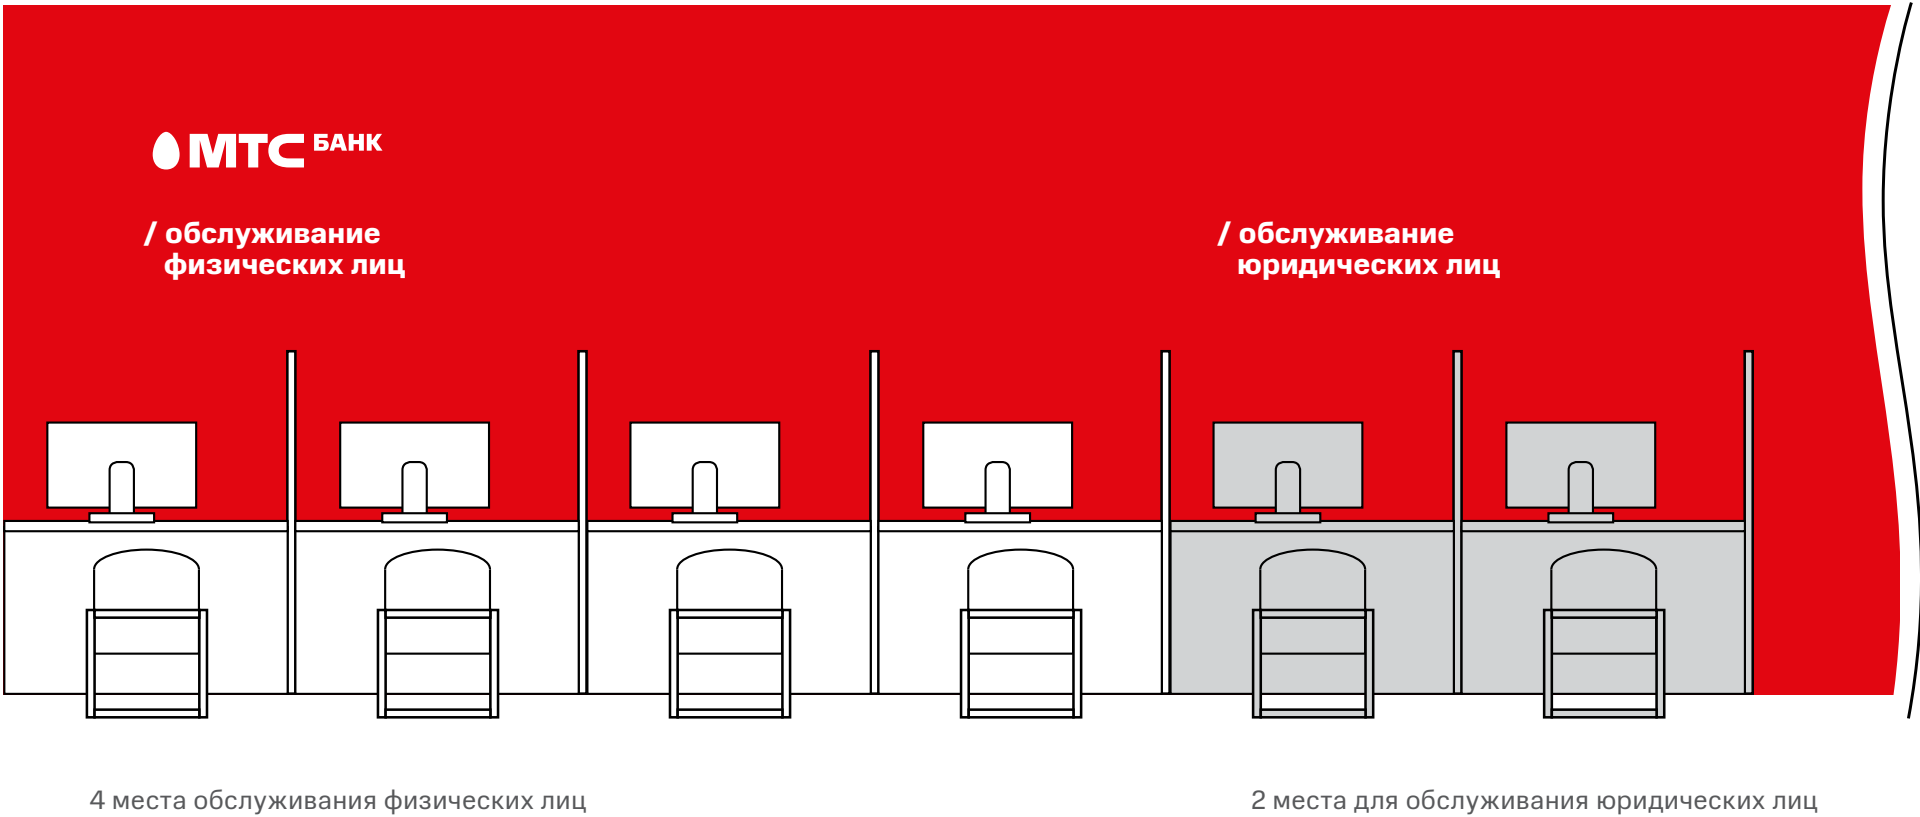 МТС БАНК
/ обслуживание
физических лиц
/ обслуживание
юридических лиц
4 места обслуживания физических лиц
2 места для обслуживания юридических лиц